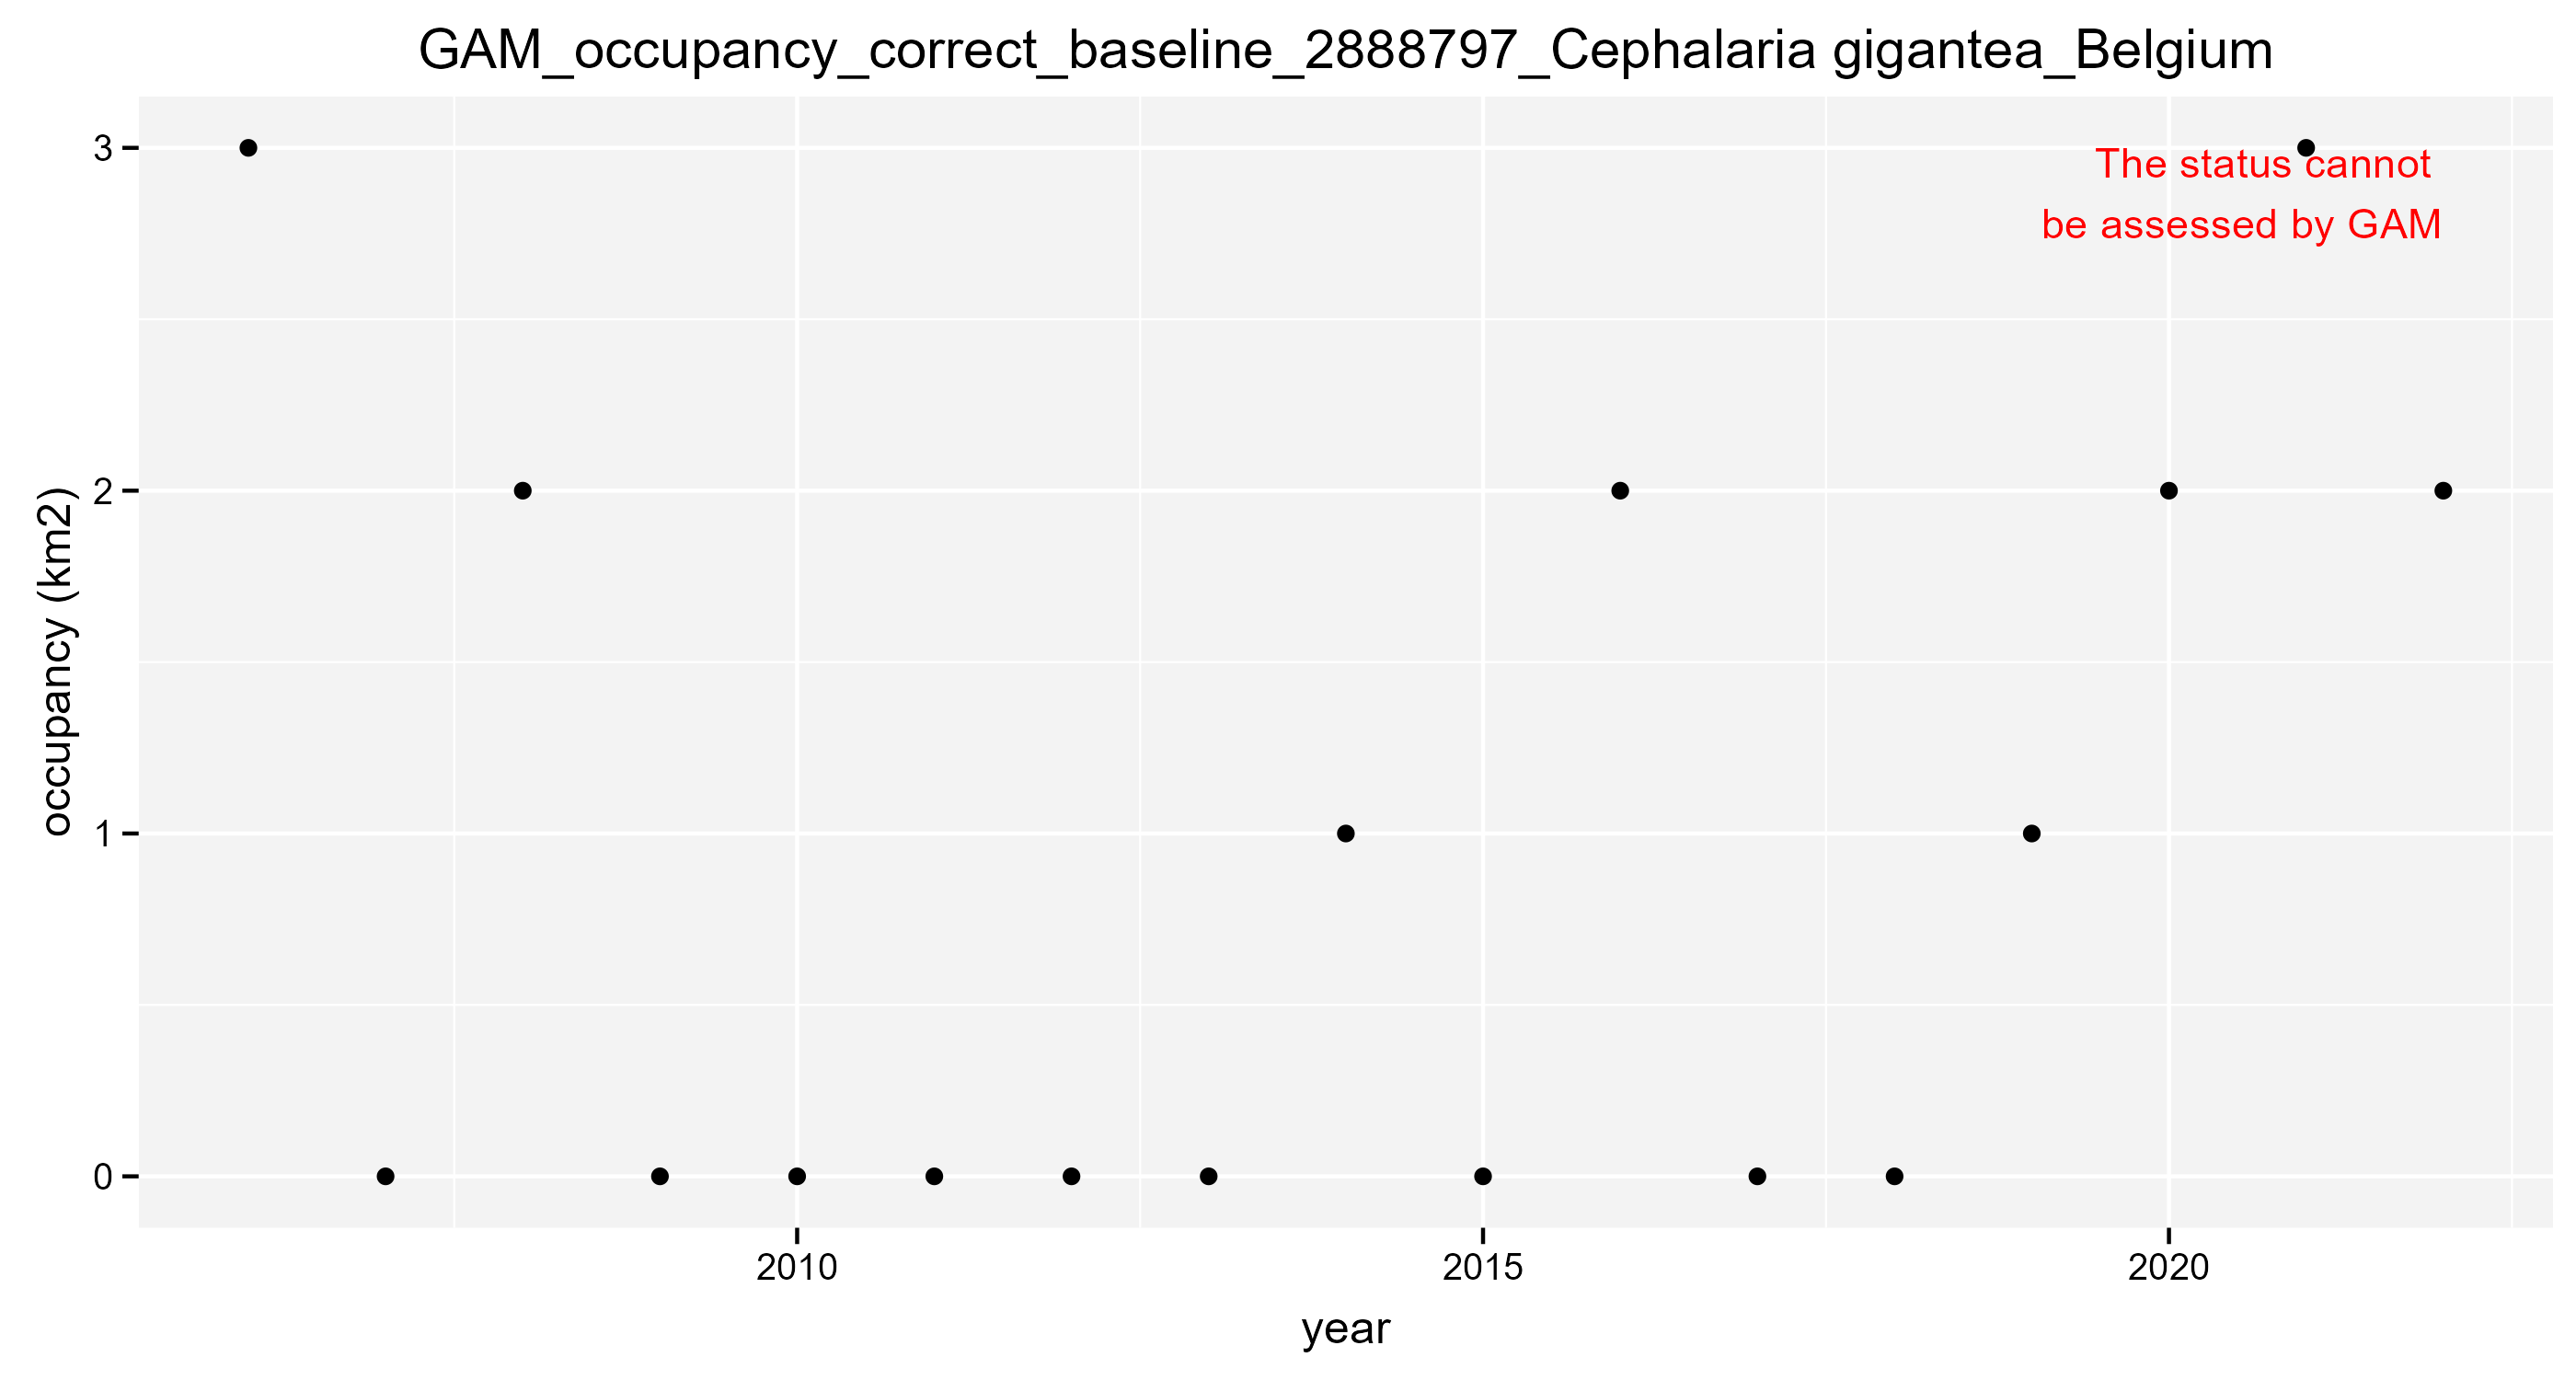 GAM_occupancy_correct_baseline_2888797_Cephalaria gigantea_Belgium
3
The status cannot
be assessed by GAM
2
occupancy (km2)
1
0
2010 2015 2020
year